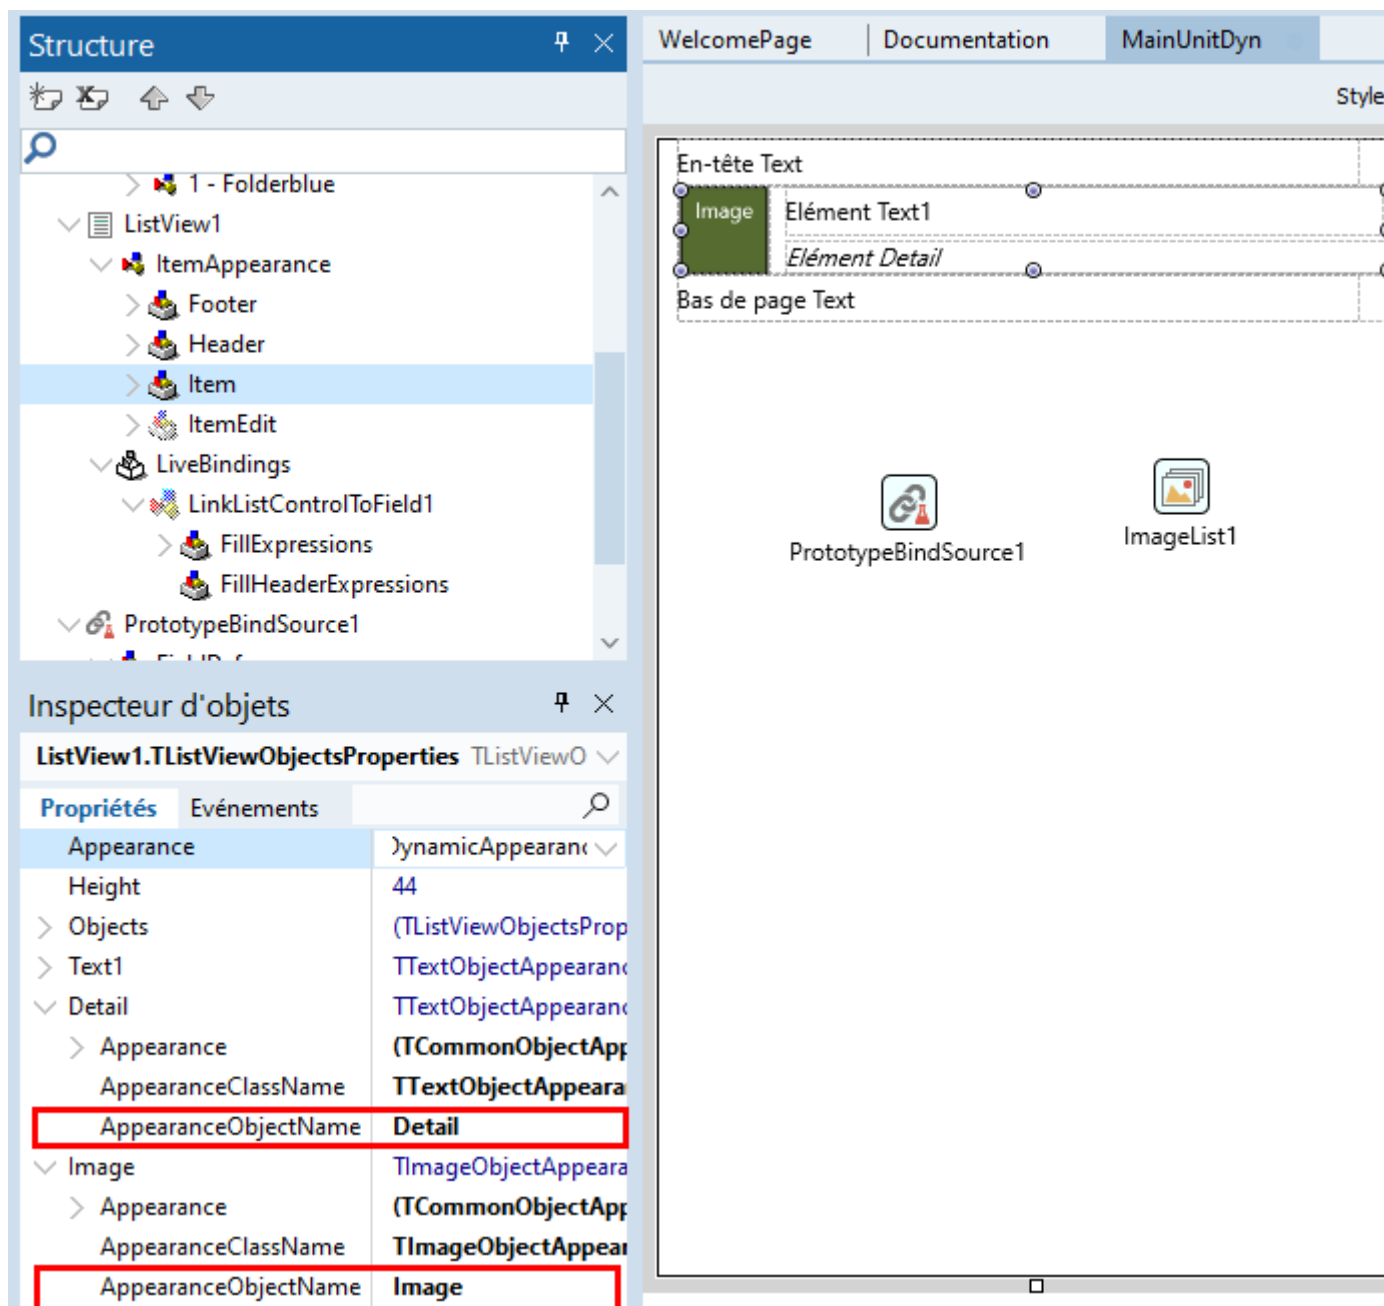 Structure
1 - Folderblue
ListView1
ItemAppearance
Footer
Header
Item
ItemEdit
LiveBindings
LinkListControlToField1
FillExpressions
FillHeaderExpressions
PrototypeBindSource1
Inspecteur d'objets
ListView1.TListViewObjectsProperties TListViewO
Propriétés Evénements
Appearance DynamicAppearanc
Height 44
Objects (TListViewObjectsProp
Text1 TTextObjectAppearanc
Detail TTextObjectAppearanc
Appearance (TCommonObjectApp
AppearanceClassName TTextObjectAppeara
AppearanceObjectName Detail
Image TImageObjectAppeara
Appearance (TCommonObjectApp
AppearanceClassName TImageObjectAppear
AppearanceObjectName Image
WelcomePage Documentation MainUnitDyn
Style
En-tête Text
Image
Elément Text1
Elément Detail
Bas de page Text
PrototypeBindSource1
ImageList1